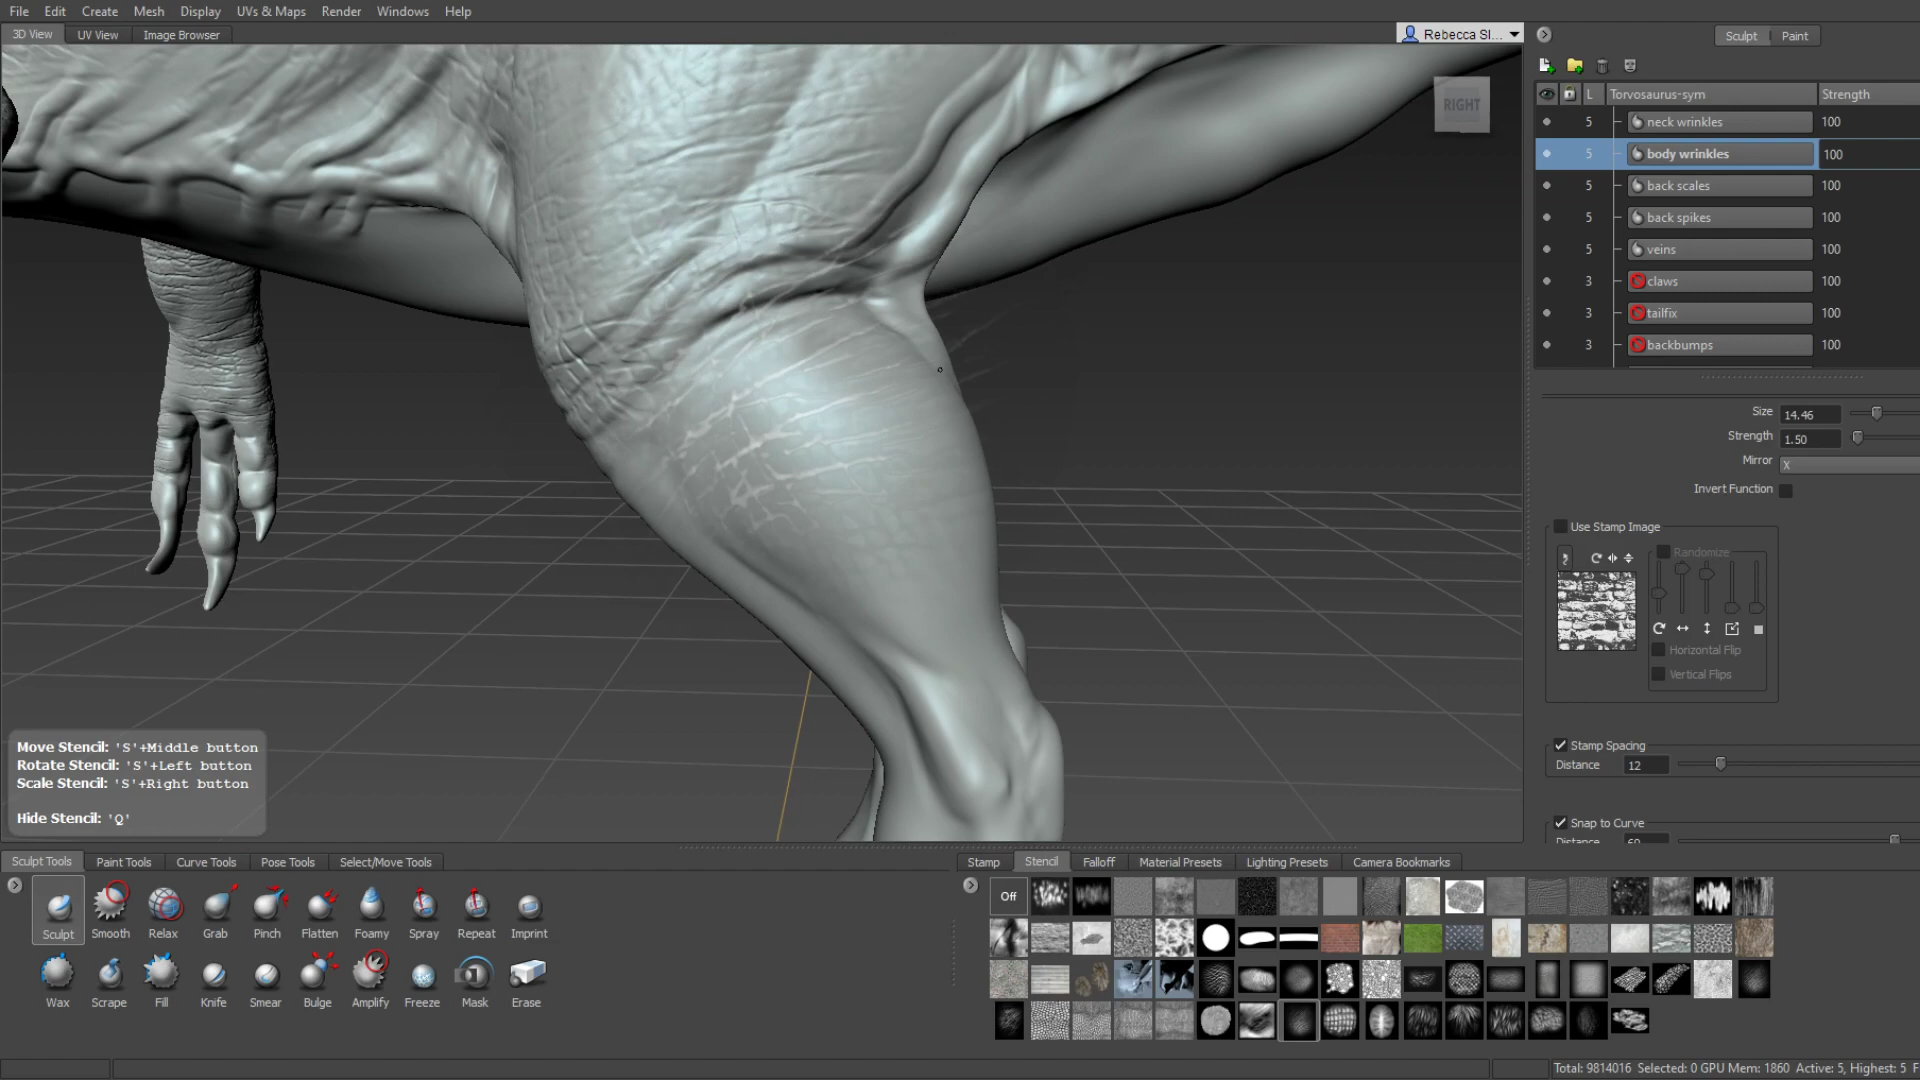 File Edit Create Mesh Display UVs & Maps Render Windows Help
3D View UV View Image Browser
Rebecca Sl...
Sculpt Paint
RIGHT
L Torvosaurus-sym Strength
5 neck wrinkles 100
5 body wrinkles 100
5 back scales 100
5 back spikes 100
5 veins 100
3 claws 100
3 tailfix 100
3 backbumps 100
Size 14.46
Strength 1.50
Mirror X
Invert Function
Use Stamp Image
Randomize
Horizontal Flip
Vertical Flips
Stamp Spacing
Distance 12
Snap to Curve
Distance 60
Move Stencil: 'S'+Middle button
Rotate Stencil: 'S'+Left button
Scale Stencil: 'S'+Right button
Hide Stencil: 'Q'
Sculpt Tools Paint Tools Curve Tools Pose Tools Select/Move Tools
Sculpt Smooth Relax Grab Pinch Flatten Foamy Spray Repeat Imprint
Wax Scrape Fill Knife Smear Bulge Amplify Freeze Mask Erase
Stamp Stencil Falloff Material Presets Lighting Presets Camera Bookmarks
Off
Total: 9814016 Selected: 0 GPU Mem: 1860 Active: 5, Highest: 5 F